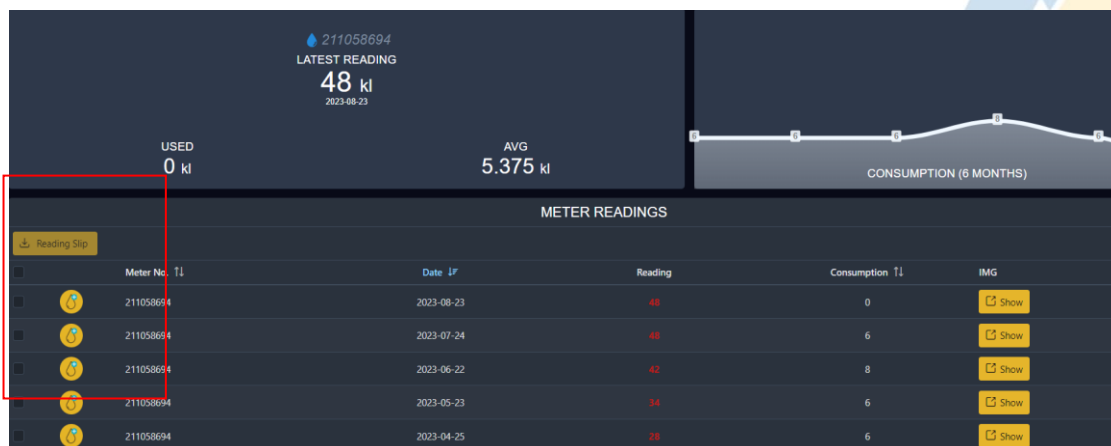 211058694
LATEST READING
48 kl
2023-08-23
USED
0 kl
AVG
5.375 kl
6 6 6 8 6
CONSUMPTION (6 MONTHS)
METER READINGS
Reading Slip
Meter No. Date Reading Consumption IMG
211058694 2023-08-23 48 0 Show
211058694 2023-07-24 48 6 Show
211058694 2023-06-22 42 8 Show
211058694 2023-05-23 34 6 Show
211058694 2023-04-25 28 6 Show